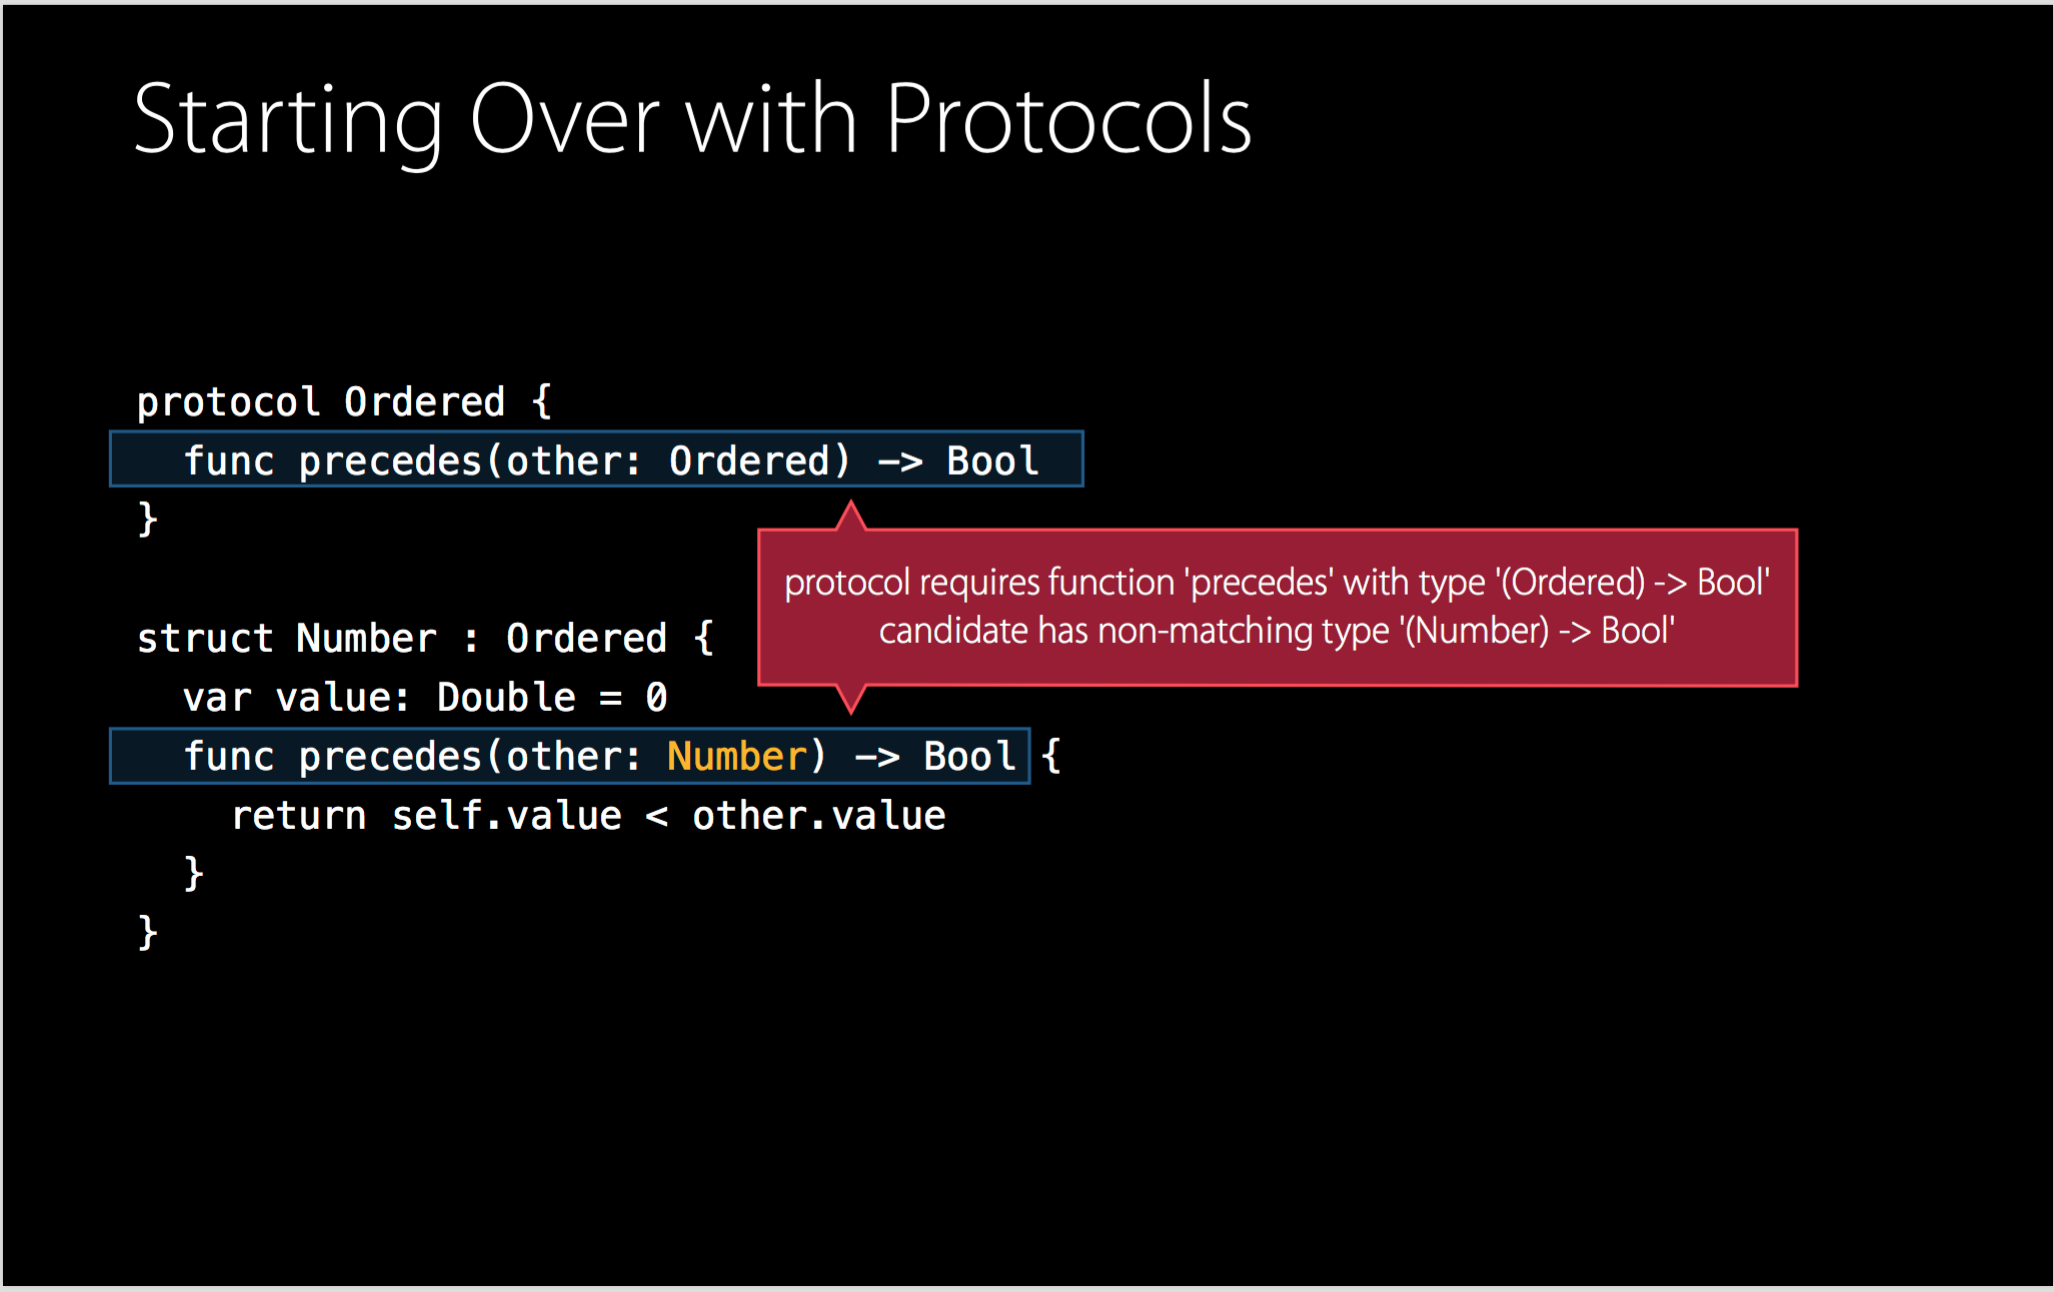 Starting Over with Protocols
protocol Ordered {
  func precedes(other: Ordered) -> Bool
}
protocol requires function 'precedes' with type '(Ordered) -> Bool'
candidate has non-matching type '(Number) -> Bool'
struct Number : Ordered {
  var value: Double = 0
  func precedes(other: Number) -> Bool {
    return self.value < other.value
  }
}